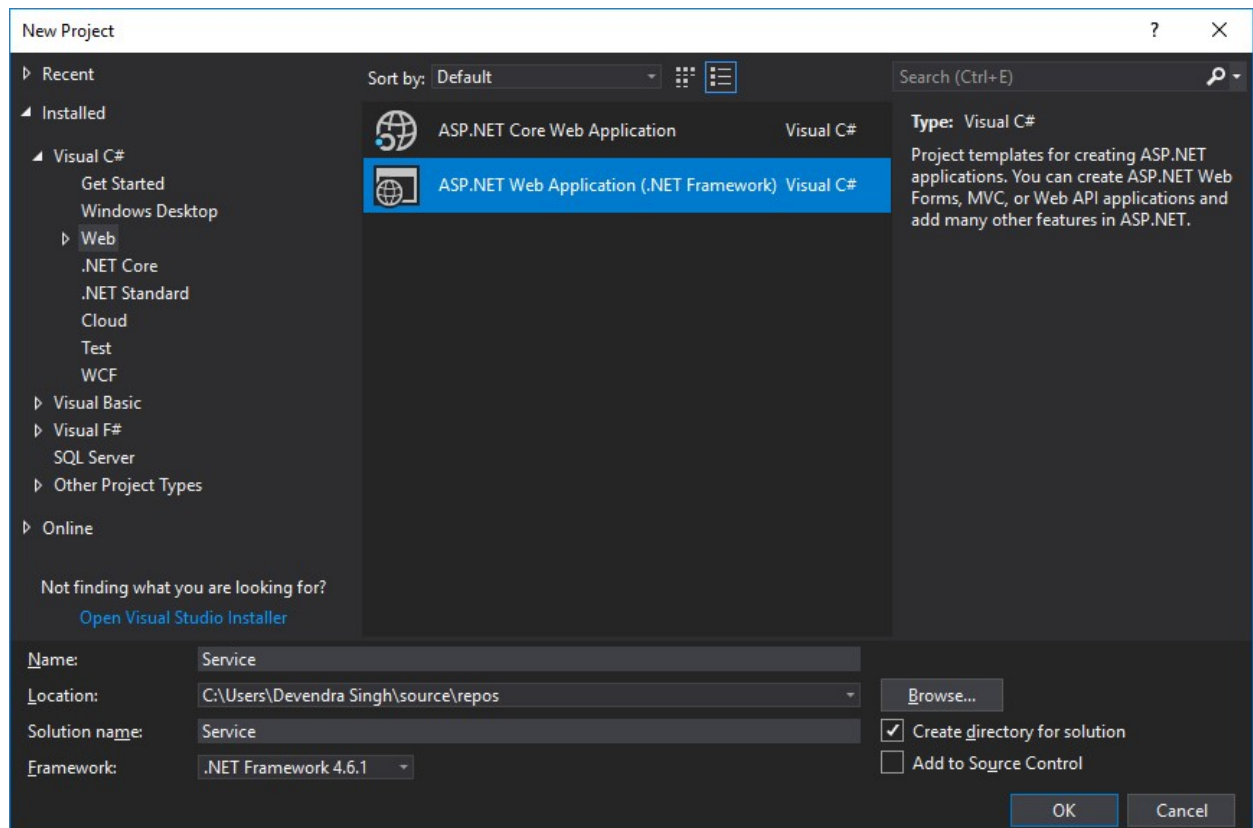 New Project
?
Recent
Installed
Visual C#
Get Started
Windows Desktop
Web
.NET Core
.NET Standard
Cloud
Test
WCF
Visual Basic
Visual F#
SQL Server
Other Project Types
Online
Not finding what you are looking for?
Open Visual Studio Installer
Sort by: Default
ASP.NET Core Web Application Visual C#
ASP.NET Web Application (.NET Framework) Visual C#
Search (Ctrl+E)
Type: Visual C#
Project templates for creating ASP.NET
applications. You can create ASP.NET Web
Forms, MVC, or Web API applications and
add many other features in ASP.NET.
Name: Service
Location: C:\Users\Devendra Singh\source\repos
Browse...
Solution name: Service
Create directory for solution
Framework: .NET Framework 4.6.1
Add to Source Control
OK Cancel